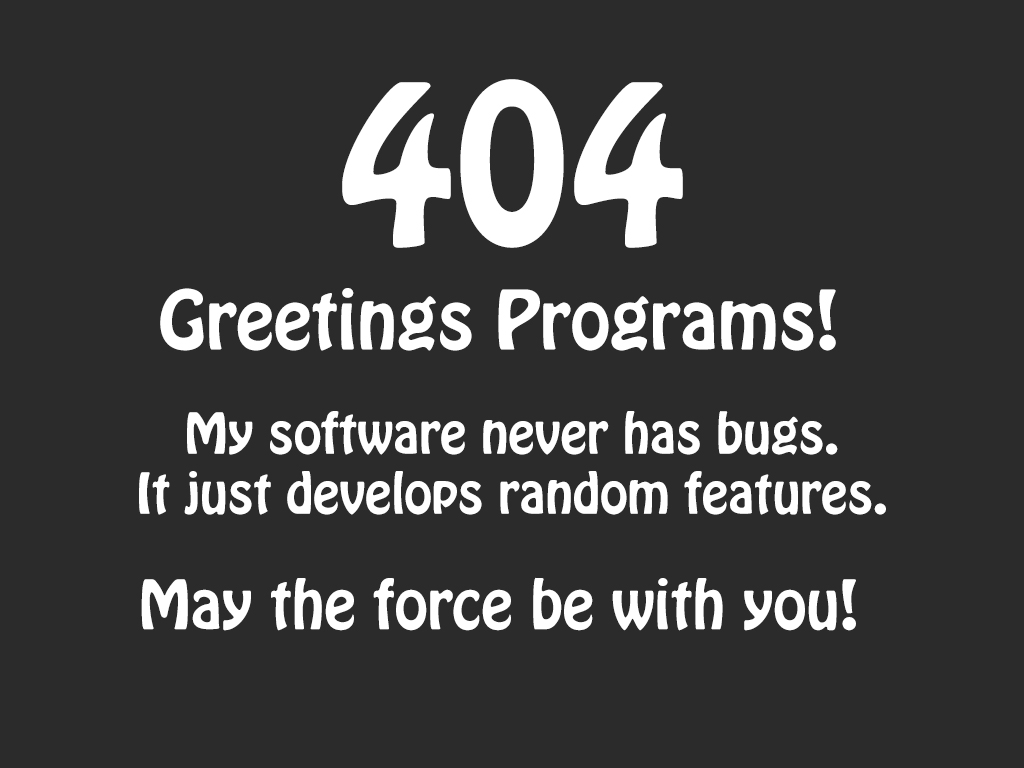 404
Greetings Programs!
My software never has bugs.
It just develops random features.
May the force be with you!